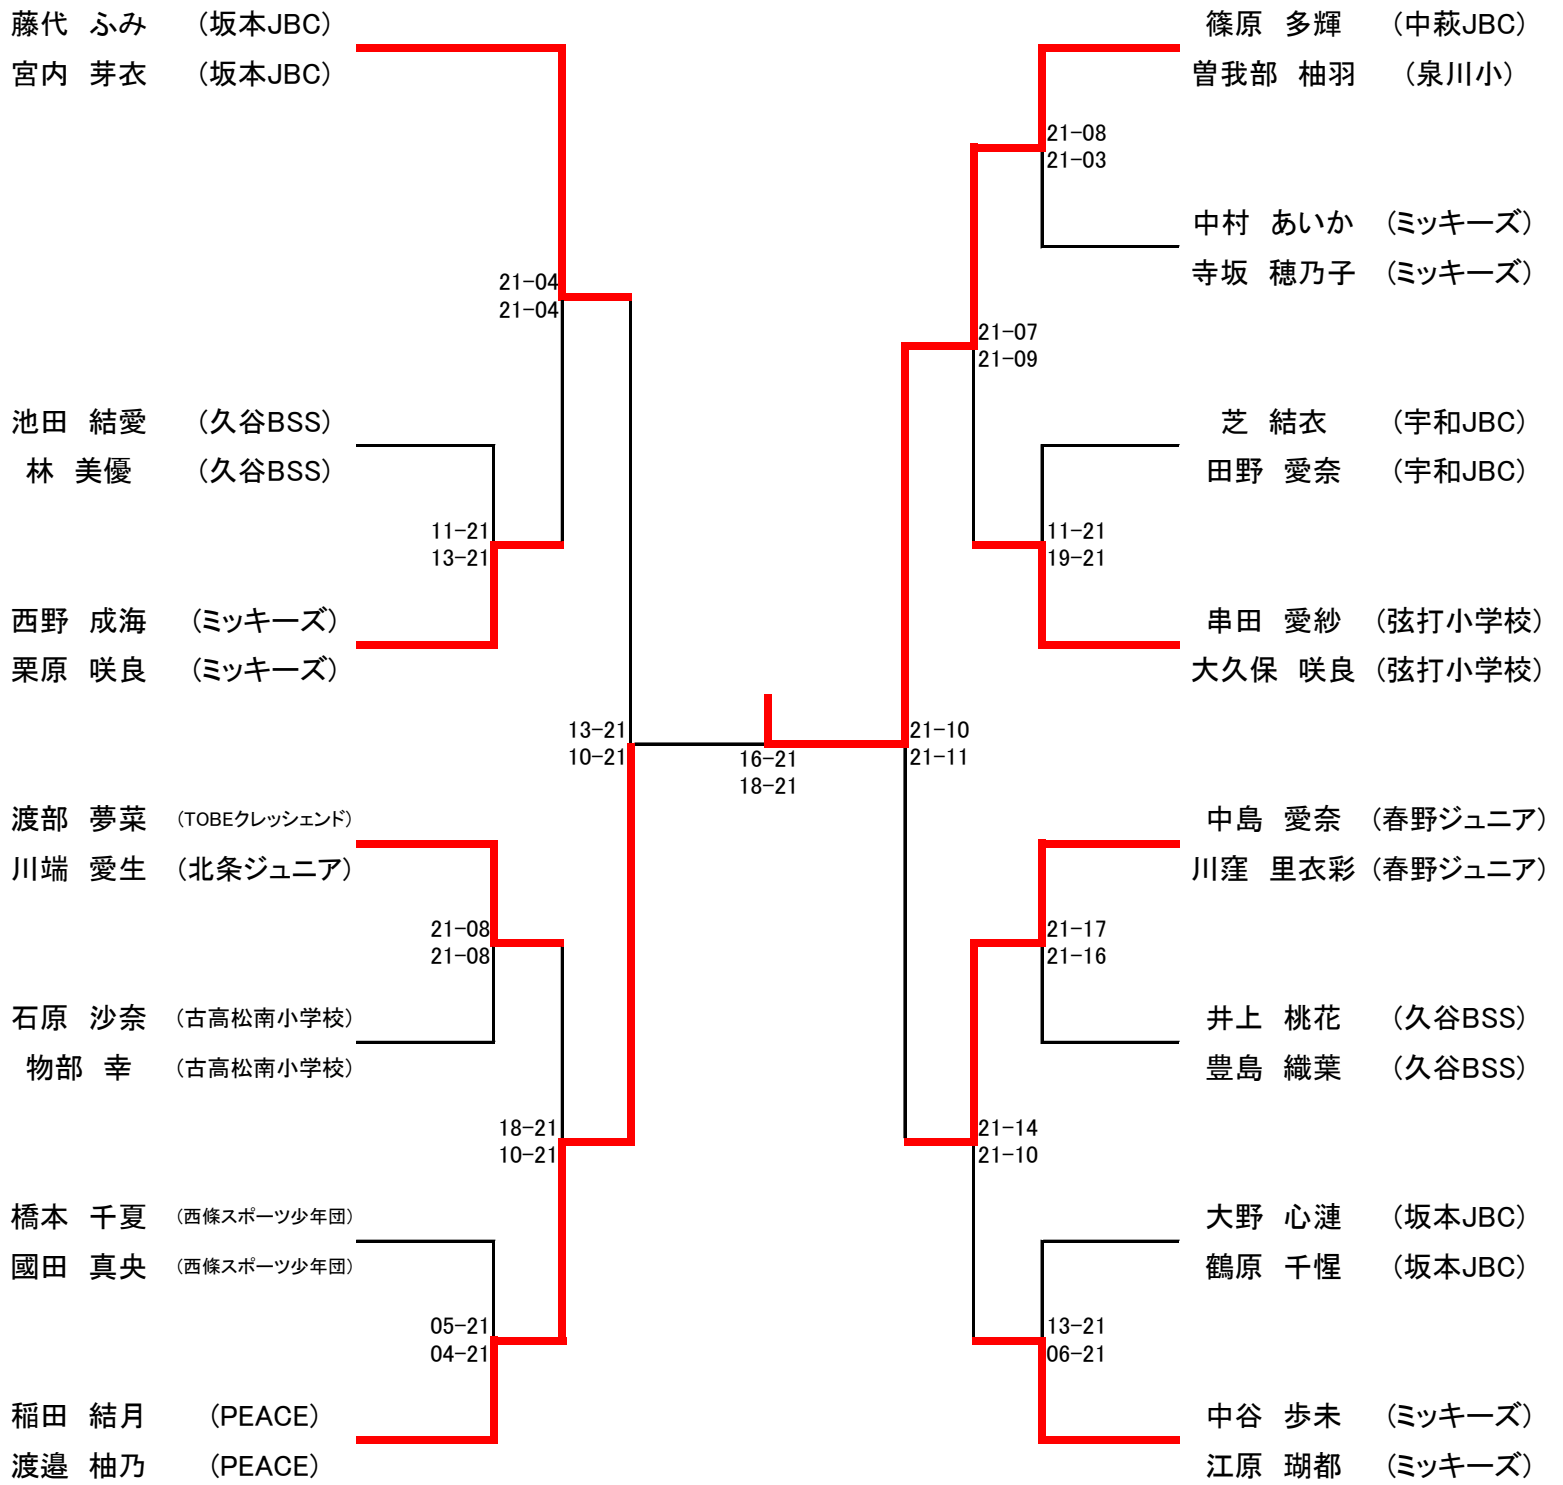 藤代 ふみ (坂本JBC)
宮内 芽衣 (坂本JBC)
21-04
21-04
池田 結愛 (久谷BSS)
林 美優 (久谷BSS)
11-21
13-21
西野 成海 (ミッキーズ)
栗原 咲良 (ミッキーズ)
13-21
10-21
渡部 夢菜 (TOBEクレッシェンド)
川端 愛生 (北条ジュニア)
21-08
21-08
石原 沙奈 (古高松南小学校)
物部 幸 (古高松南小学校)
18-21
10-21
橋本 千夏 (西條スポーツ少年団)
國田 真央 (西條スポーツ少年団)
05-21
04-21
稲田 結月 (PEACE)
渡邉 柚乃 (PEACE)
16-21
18-21
篠原 多輝 (中萩JBC)
曽我部 柚羽 (泉川小)
21-08
21-03
中村 あいか (ミッキーズ)
寺坂 穂乃子 (ミッキーズ)
21-07
21-09
芝 結衣 (宇和JBC)
田野 愛奈 (宇和JBC)
11-21
19-21
串田 愛紗 (弦打小学校)
大久保 咲良 (弦打小学校)
21-10
21-11
中島 愛奈 (春野ジュニア)
川窪 里衣彩 (春野ジュニア)
21-17
21-16
井上 桃花 (久谷BSS)
豊島 織葉 (久谷BSS)
21-14
21-10
大野 心漣 (坂本JBC)
鶴原 千惺 (坂本JBC)
13-21
06-21
中谷 歩未 (ミッキーズ)
江原 瑚都 (ミッキーズ)